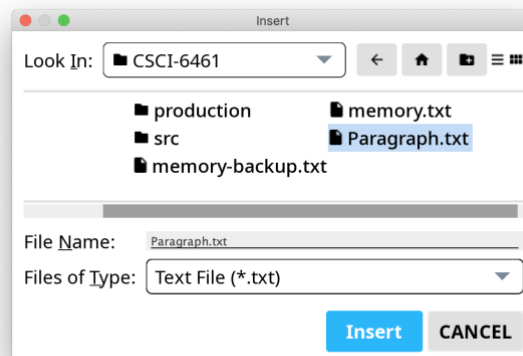 Insert
Look In: CSCI-6461
production memory.txt
src Paragraph.txt
memory-backup.txt
File Name: Paragraph.txt
Files of Type: Text File (*.txt)
Insert CANCEL